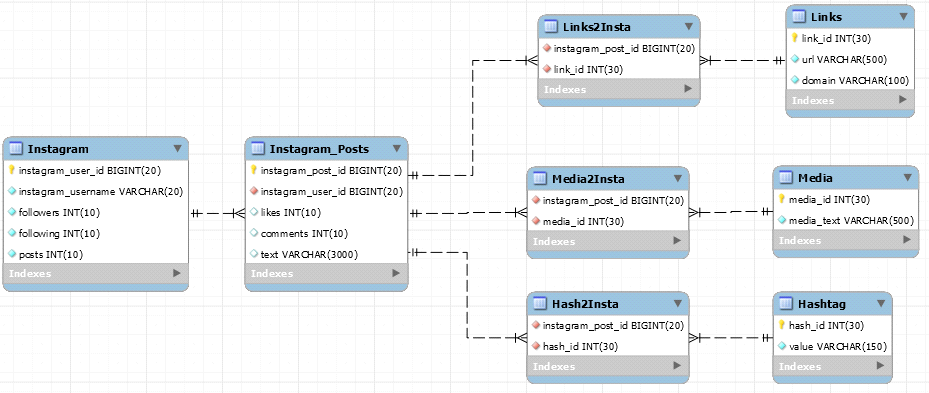 Instagram
instagram_user_id BIGINT(20)
instagram_username VARCHAR(20)
followers INT(10)
following INT(10)
posts INT(10)
Indexes
Instagram_Posts
instagram_post_id BIGINT(20)
instagram_user_id BIGINT(20)
likes INT(10)
comments INT(10)
text VARCHAR(3000)
Indexes
Links2Insta
instagram_post_id BIGINT(20)
link_id INT(30)
Indexes
Links
link_id INT(30)
url VARCHAR(500)
domain VARCHAR(100)
Indexes
Media2Insta
instagram_post_id BIGINT(20)
media_id INT(30)
Indexes
Media
media_id INT(30)
media_text VARCHAR(500)
Indexes
Hash2Insta
instagram_post_id BIGINT(20)
hash_id INT(30)
Indexes
Hashtag
hash_id INT(30)
value VARCHAR(150)
Indexes